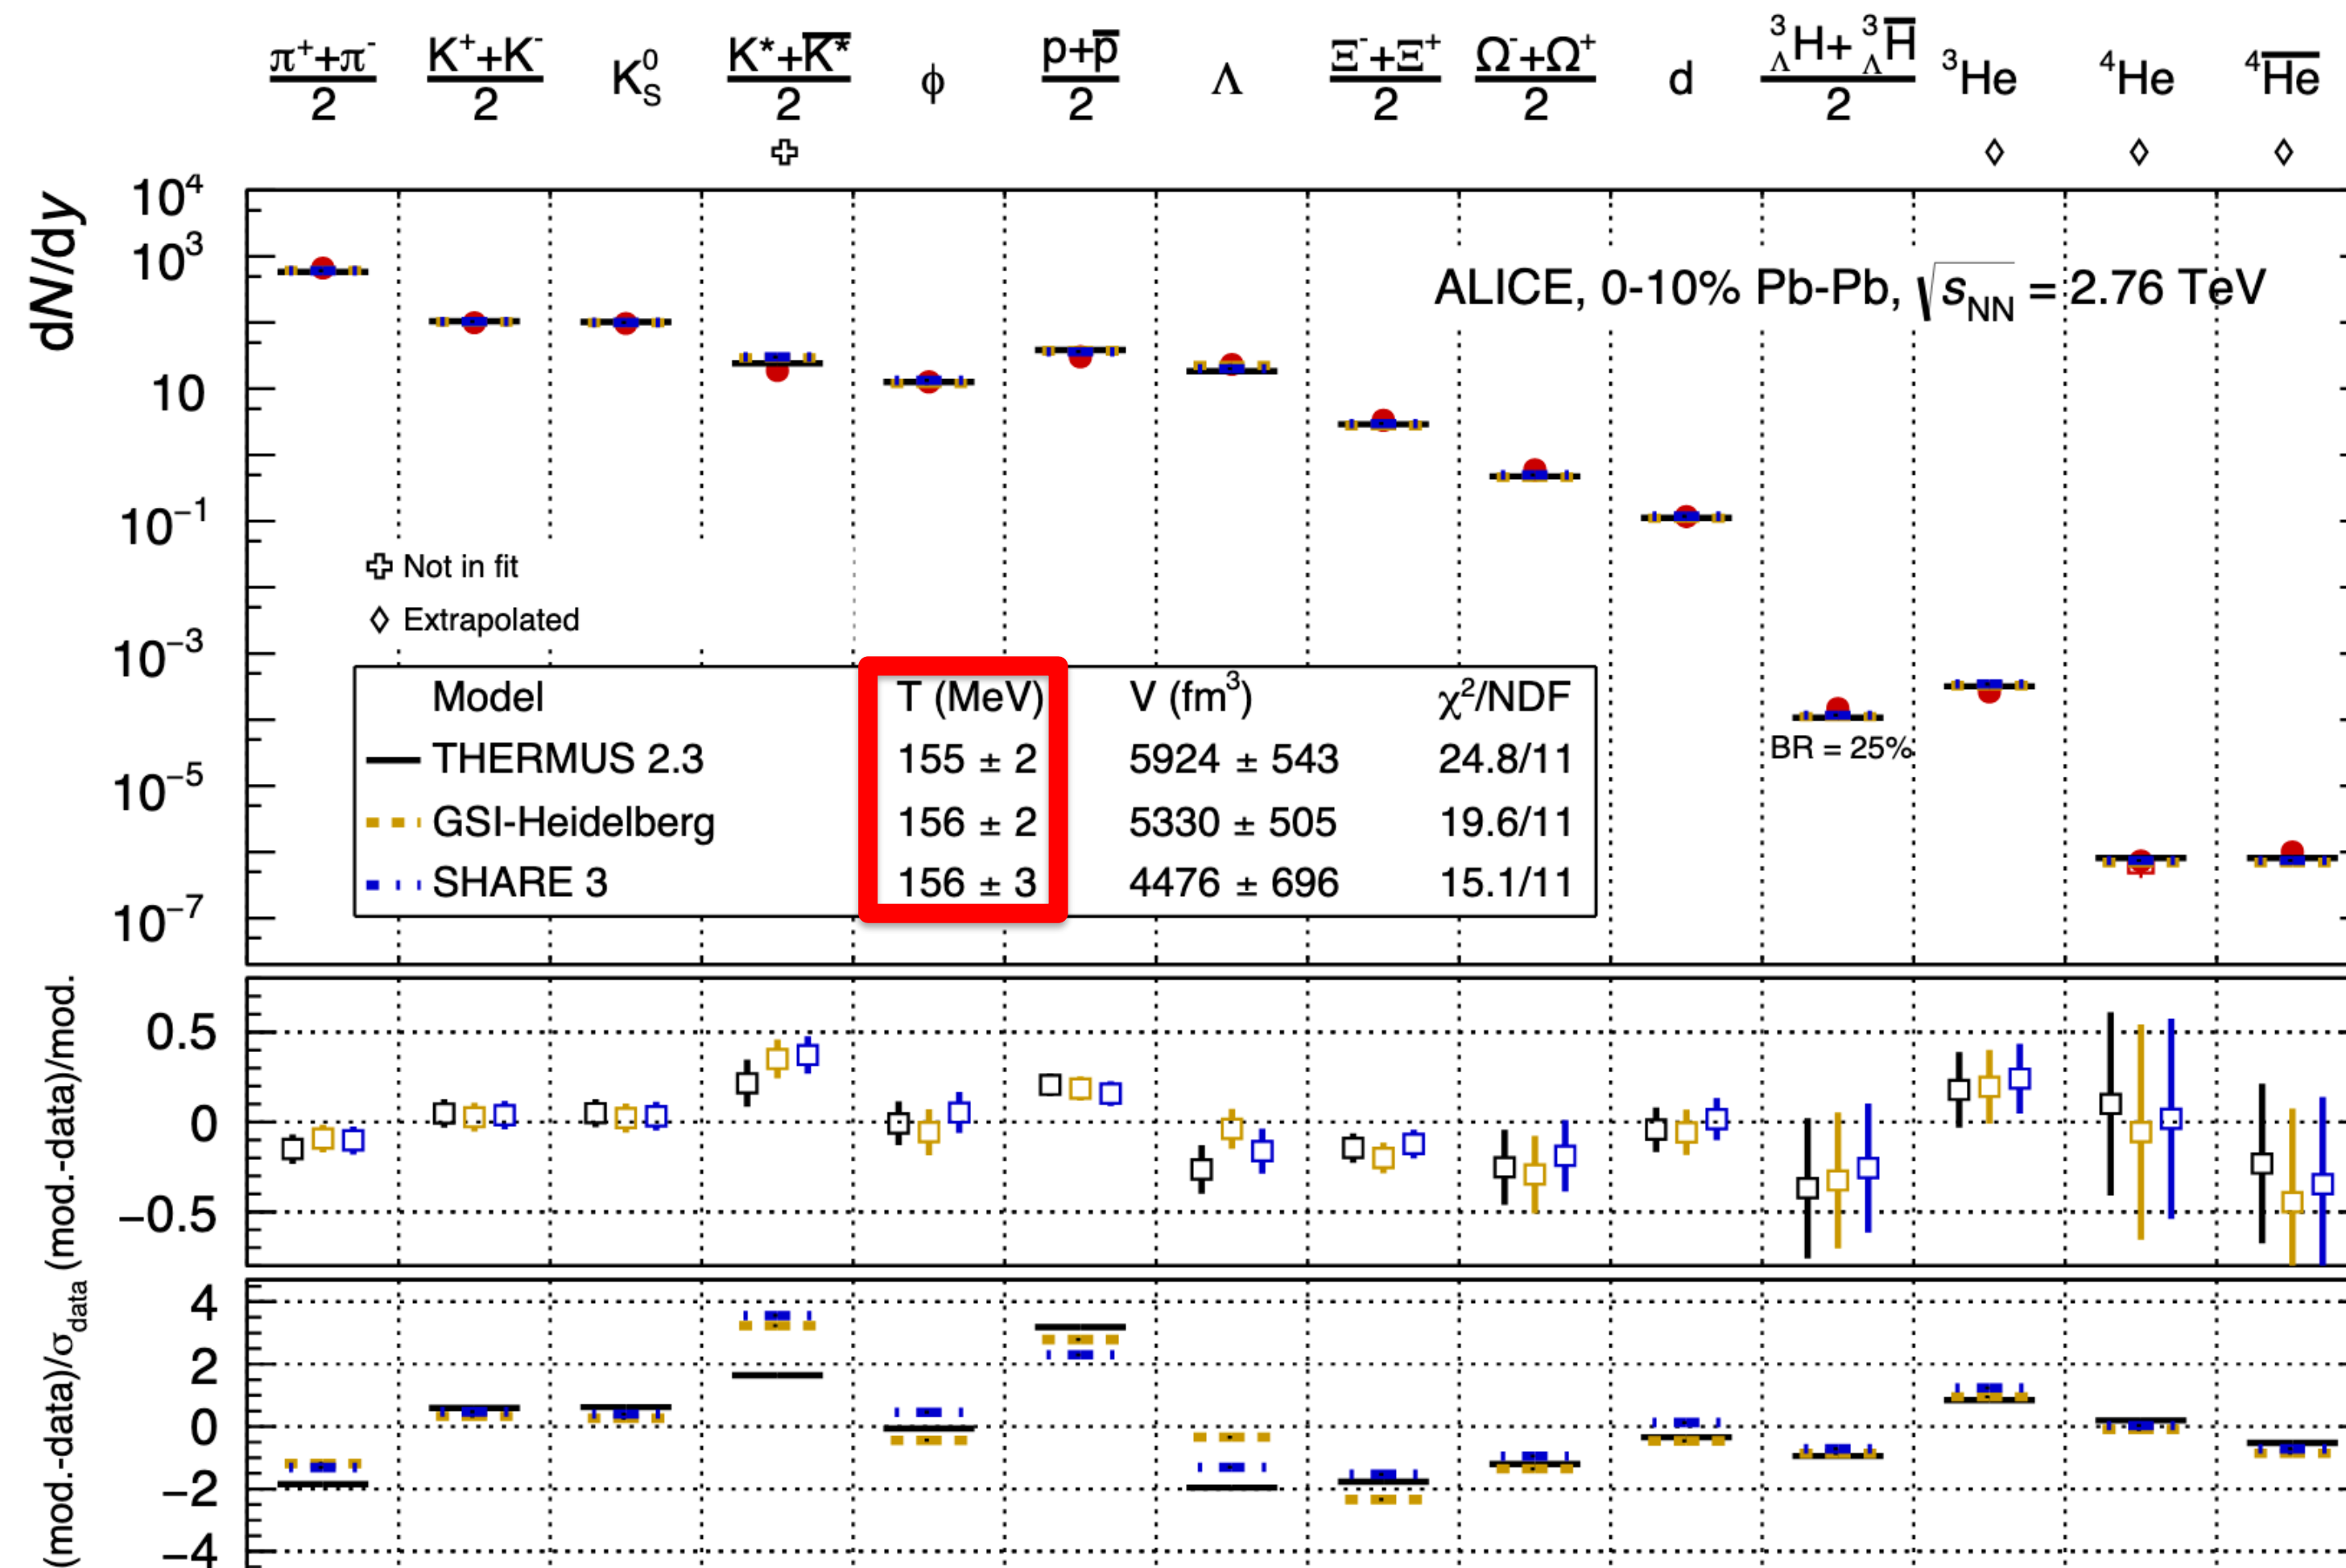 π⁺+π⁻/2 K⁺+K⁻/2 K⁰S K*+K̅*̅/2 ϕ p+p̅/2 Λ Ξ⁻+Ξ⁺/2 Ω⁻+Ω⁺/2 d ³ΛH+ ³ΛH̅/2 ³He ⁴He ⁴H̅e̅
dN/dy
10⁴
10³
10
10⁻¹
10⁻³
10⁻⁵
10⁻⁷
ALICE, 0-10% Pb-Pb, √sNN = 2.76 TeV
Not in fit
Extrapolated
Model T (MeV) V (fm³) χ²/NDF
THERMUS 2.3 155 ± 2 5924 ± 543 24.8/11
GSI-Heidelberg 156 ± 2 5330 ± 505 19.6/11
SHARE 3 156 ± 3 4476 ± 696 15.1/11
BR = 25%
(mod.-data)/mod.
0.5
0
−0.5
(mod.-data)/σdata
4
2
0
−2
−4